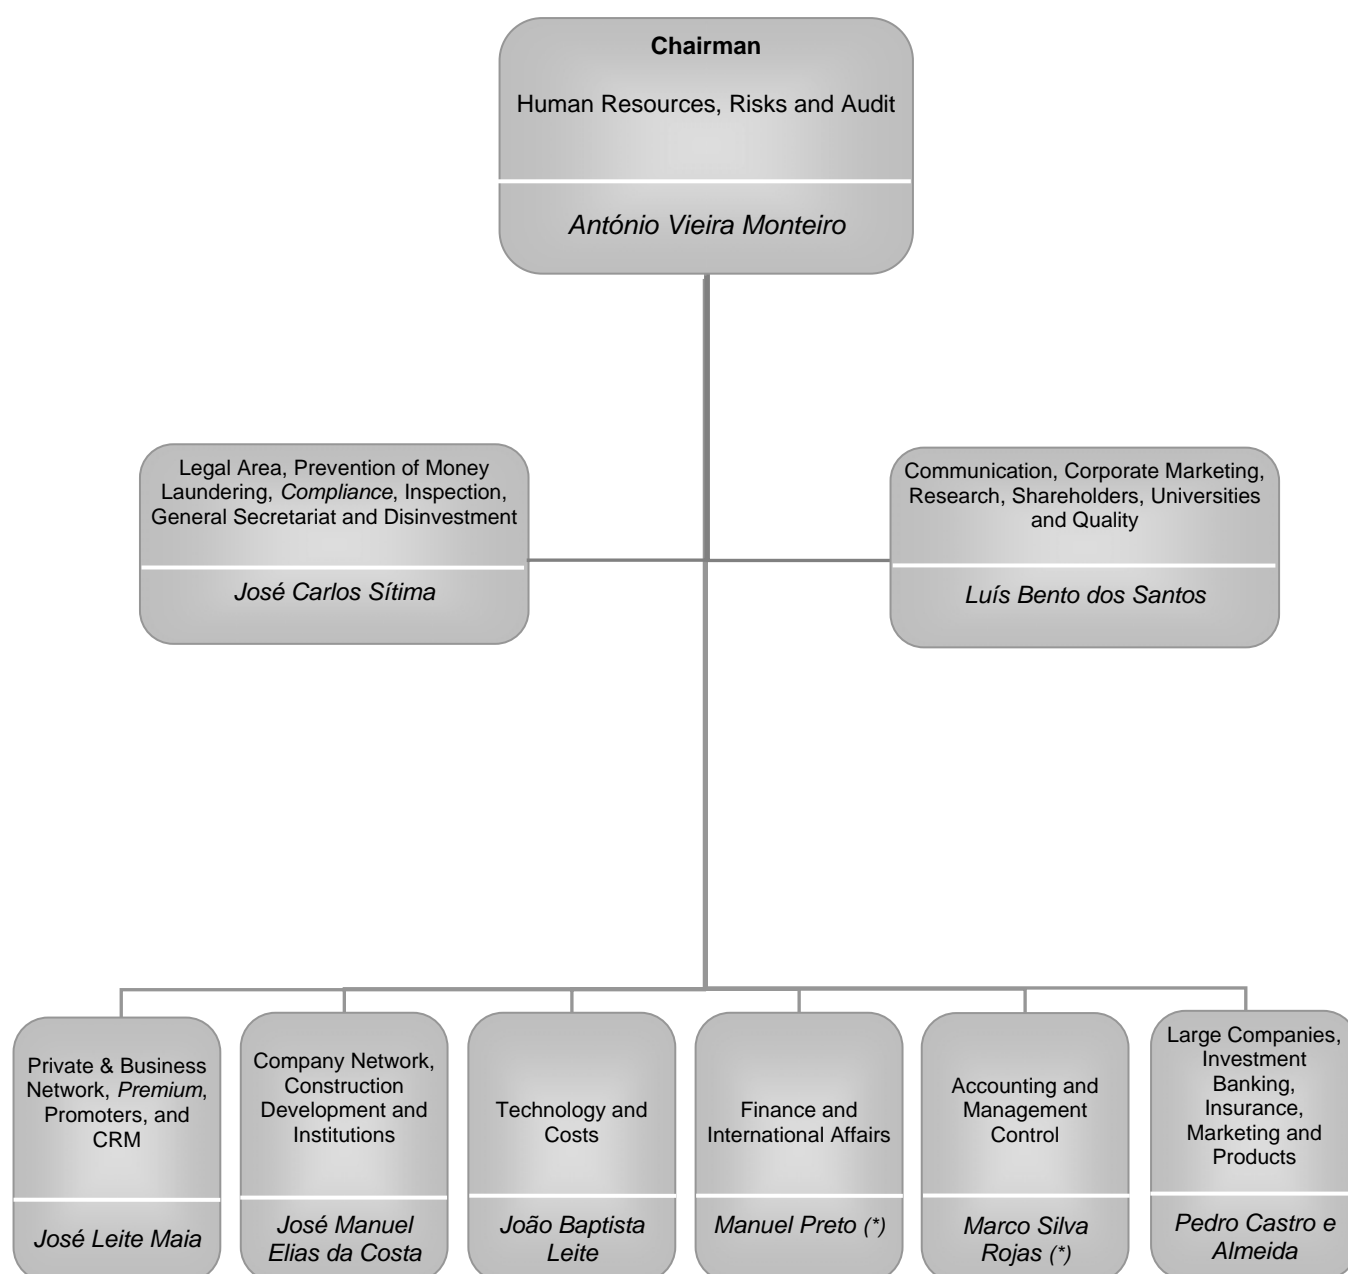 Chairman
Human Resources, Risks and Audit
António Vieira Monteiro
Legal Area, Prevention of Money
Laundering, Compliance, Inspection,
General Secretariat and Disinvestment
José Carlos Sítima
Communication, Corporate Marketing,
Research, Shareholders, Universities
and Quality
Luís Bento dos Santos
Private & Business
Network, Premium,
Promoters, and
CRM
José Leite Maia
Company Network,
Construction
Development and
Institutions
José Manuel
Elias da Costa
Technology and
Costs
João Baptista
Leite
Finance and
International Affairs
Manuel Preto (*)
Accounting and
Management
Control
Marco Silva
Rojas (*)
Large Companies,
Investment
Banking,
Insurance,
Marketing and
Products
Pedro Castro e
Almeida